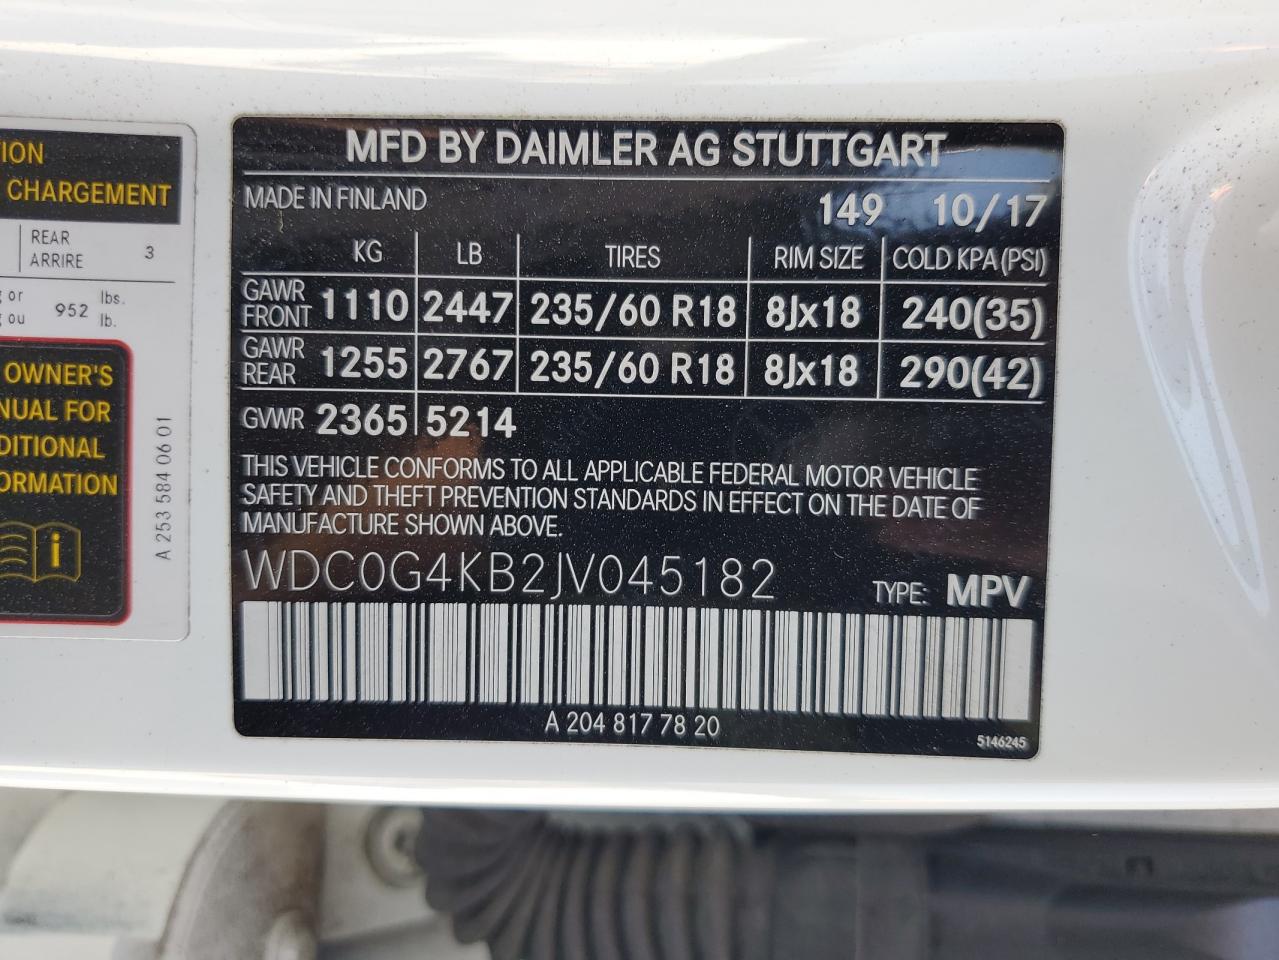 TION
CHARGEMENT
REAR
ARRIRE 3
or 952 lbs.
ou lb.
OWNER'S
FOR
A 253 584 06 01
MFD BY DAIMLER AG STUTTGART
MADE IN FINLAND 149 10/17
KG LB TIRES RIM SIZE COLD KPA (PSI)
GAWR FRONT 1110 2447 235/60 R18 8Jx18 240(35)
GAWR REAR 1255 2767 235/60 R18 8Jx18 290(42)
GVWR 2365 5214
THIS VEHICLE CONFORMS TO ALL APPLICABLE FEDERAL MOTOR VEHICLE
SAFETY AND THEFT PREVENTION STANDARDS IN EFFECT ON THE DATE OF
MANUFACTURE SHOWN ABOVE.
WDC0G4KB2JV045182 TYPE: MPV
A 204 817 78 20
5146245